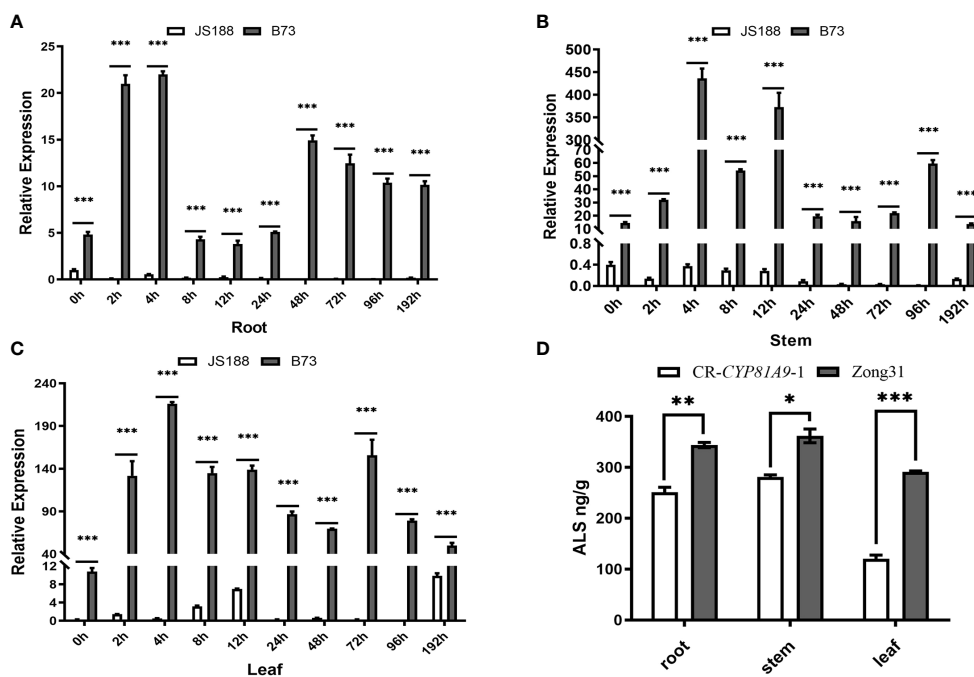 A
JS188 B73
Relative Expression
25
20
15
10
5
0
*** *** *** *** *** *** *** *** *** ***
0h 2h 4h 8h 12h 24h 48h 72h 96h 192h
Root
B
JS188 B73
Relative Expression
500
450
400
350
300
70
60
50
40
30
20
10
0.8
0.4
0.0
*** *** *** *** *** *** *** *** *** ***
0h 2h 4h 8h 12h 24h 48h 72h 96h 192h
Stem
C
JS188 B73
Relative Expression
240
190
140
90
40
12
8
4
0
*** *** *** *** *** *** *** *** *** ***
0h 2h 4h 8h 12h 24h 48h 72h 96h 192h
Leaf
D
CR-CYP81A9-1 Zong31
ALS ng/g
400
300
200
100
0
** * ***
root stem leaf